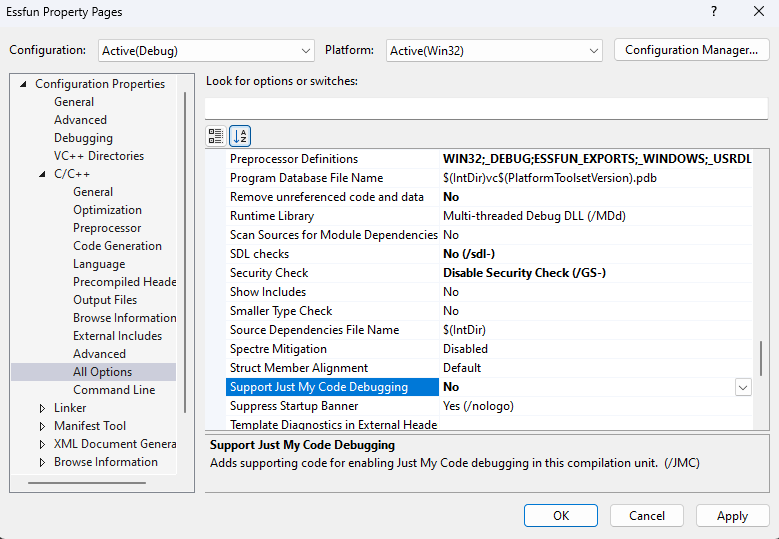 Essfun Property Pages
Configuration: Active(Debug) Platform: Active(Win32) Configuration Manager...
Configuration Properties
General
Advanced
Debugging
VC++ Directories
C/C++
General
Optimization
Preprocessor
Code Generation
Language
Precompiled Heade
Output Files
Browse Information
External Includes
Advanced
All Options
Command Line
Linker
Manifest Tool
XML Document Genera
Browse Information
Look for options or switches:
Preprocessor Definitions WIN32;_DEBUG;ESSFUN_EXPORTS;_WINDOWS;_USRDL
Program Database File Name $(IntDir)vc$(PlatformToolsetVersion).pdb
Remove unreferenced code and data No
Runtime Library Multi-threaded Debug DLL (/MDd)
Scan Sources for Module Dependencies No
SDL checks No (/sdl-)
Security Check Disable Security Check (/GS-)
Show Includes No
Smaller Type Check No
Source Dependencies File Name $(IntDir)
Spectre Mitigation Disabled
Struct Member Alignment Default
Support Just My Code Debugging No
Suppress Startup Banner Yes (/nologo)
Template Diagnostics in External Heade
Support Just My Code Debugging
Adds supporting code for enabling Just My Code debugging in this compilation unit. (/JMC)
OK Cancel Apply